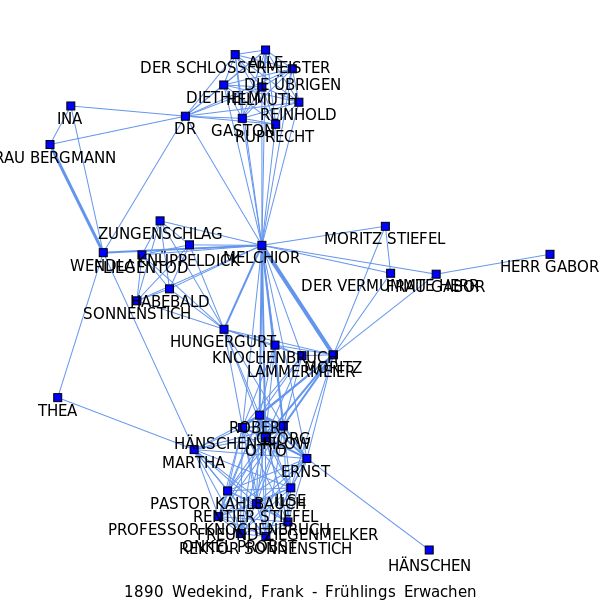 ALLE
DER SCHLOSSERMEISTER
DIE ÜBRIGEN
DIETHELM
HELMUTH
REINHOLD
INA
DR
GASTON
RUPRECHT
FRAU BERGMANN
ZUNGENSCHLAG
MORITZ STIEFEL
MELCHIOR
KNÜPPELDICK
WENDLA
FLIEGENTOD
HERR GABOR
DER VERMUMMTE HERR
FRAU GABOR
HABEBALD
SONNENSTICH
HUNGERGURT
KNOCHENBRUCH
MORITZ
LÄMMERMEIER
THEA
ROBERT
GEORG
HÄNSCHEN RILOW
OTTO
MARTHA
ERNST
ILSE
PASTOR KAHLBAUCH
RENTIER STIEFEL
PROFESSOR KNOCHENBRUCH
FREUND ZIEGENMELKER
ONKEL PROBST
REKTOR SONNENSTICH
HÄNSCHEN
1890 Wedekind, Frank - Frühlings Erwachen